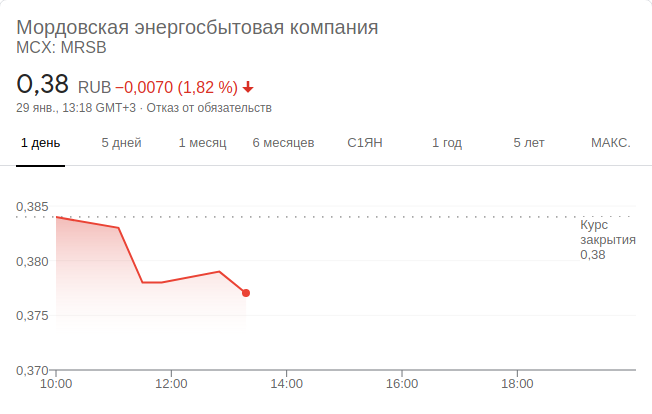 Мордовская энергосбытовая компания
MCX: MRSB
0,38 RUB −0,0070 (1,82 %)
29 янв., 13:18 GMT+3 · Отказ от обязательств
1 день 5 дней 1 месяц 6 месяцев С1ЯН 1 год 5 лет МАКС.
0,385
Курс
закрытия
0,38
0,380
0,375
0,370
10:00 12:00 14:00 16:00 18:00